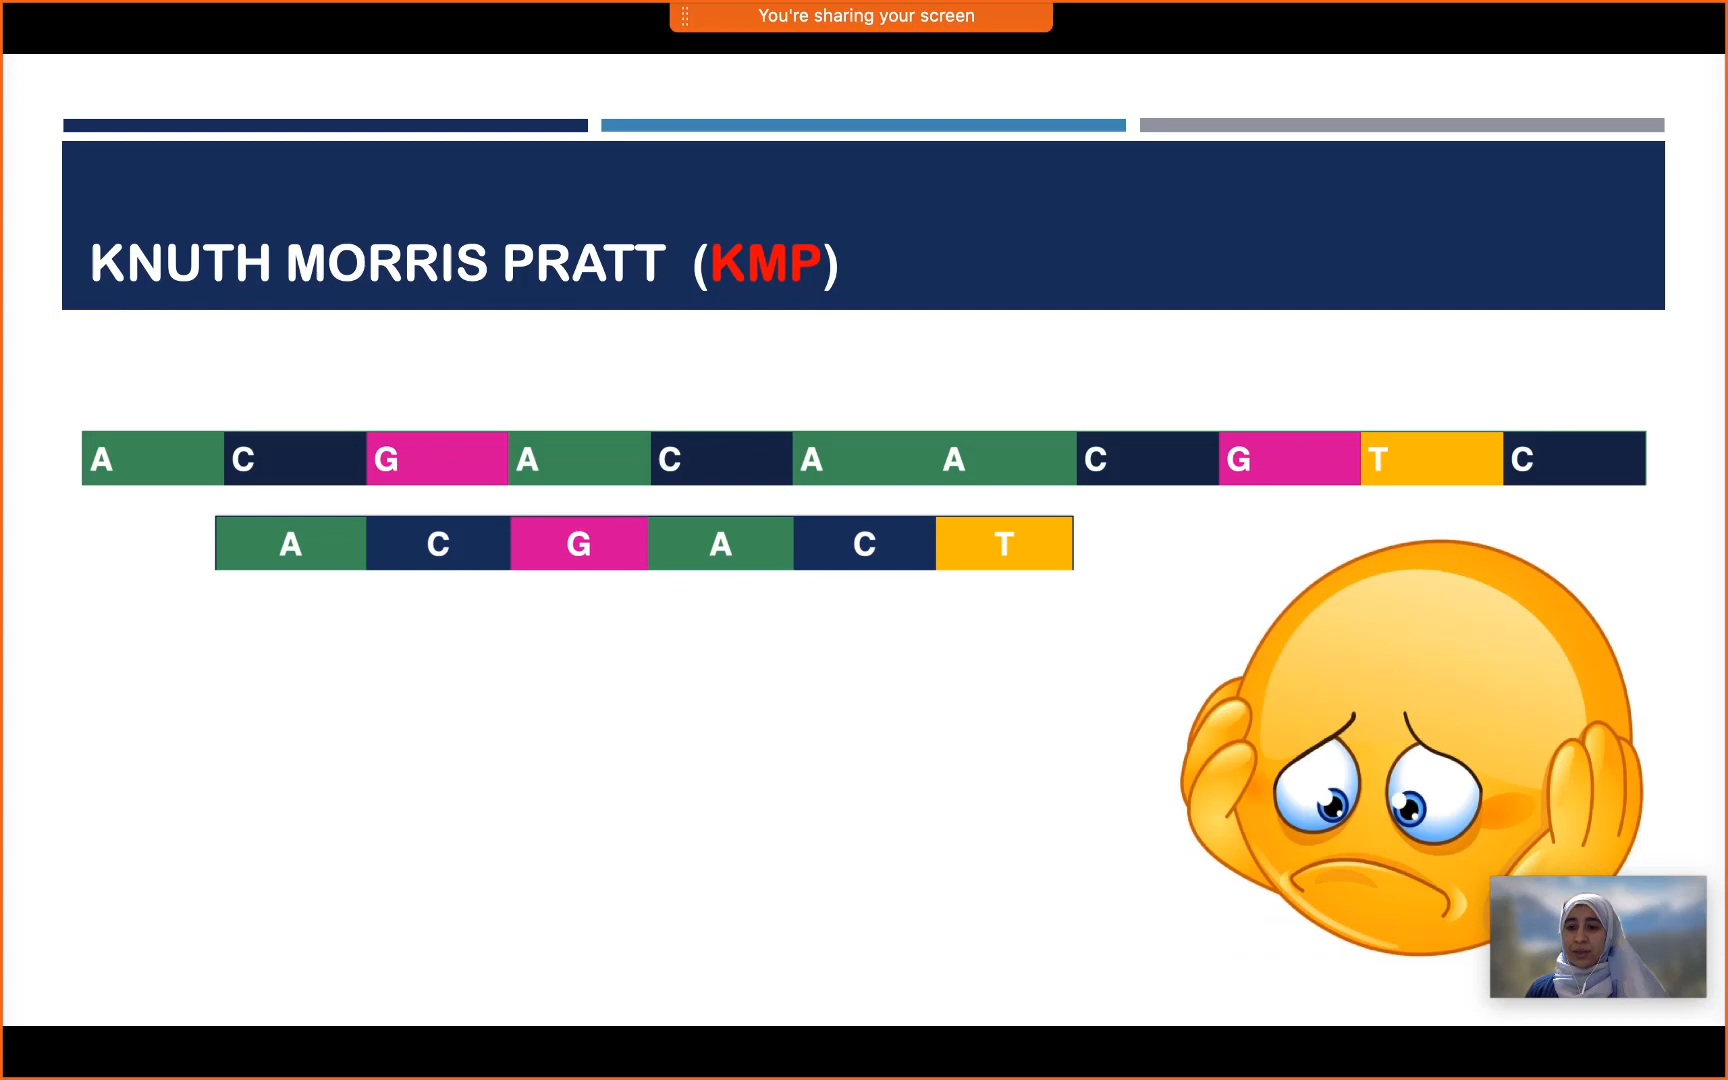 You're sharing your screen
KNUTH MORRIS PRATT (KMP)
A C G A C A A C G T C
A C G A C T